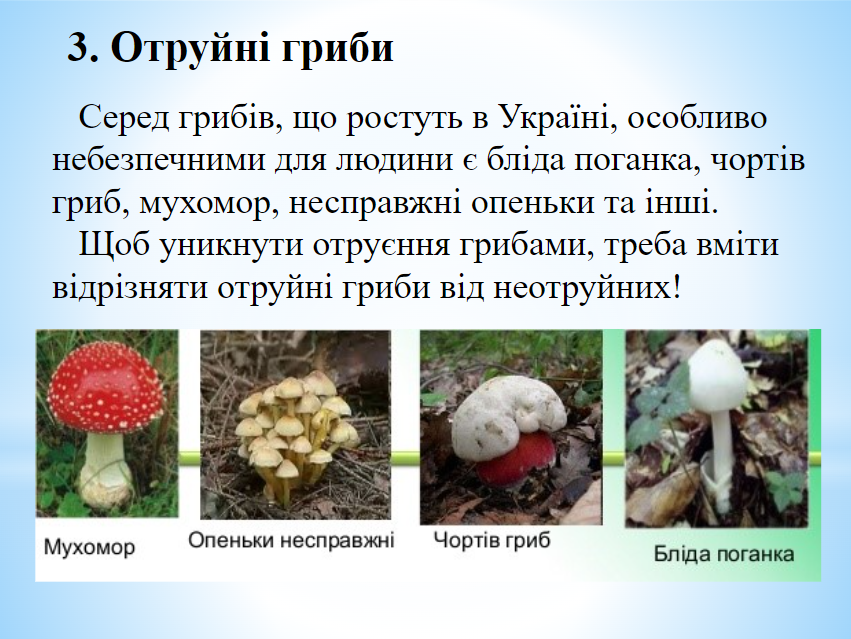 3. Отруйні гриби
Серед грибів, що ростуть в Україні, особливо
небезпечними для людини є бліда поганка, чортів
гриб, мухомор, несправжні опеньки та інші.
Щоб уникнути отруєння грибами, треба вміти
відрізняти отруйні гриби від неотруйних!
Мухомор
Опеньки несправжні
Чортів гриб
Бліда поганка